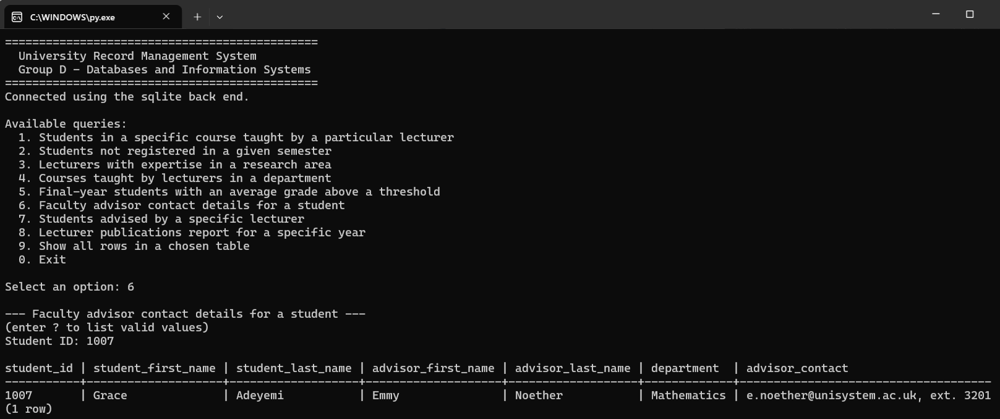 C:\WINDOWS\py.exe
==============================================
  University Record Management System
  Group D - Databases and Information Systems
==============================================
Connected using the sqlite back end.

Available queries:
  1. Students in a specific course taught by a particular lecturer
  2. Students not registered in a given semester
  3. Lecturers with expertise in a research area
  4. Courses taught by lecturers in a department
  5. Final-year students with an average grade above a threshold
  6. Faculty advisor contact details for a student
  7. Students advised by a specific lecturer
  8. Lecturer publications report for a specific year
  9. Show all rows in a chosen table
  0. Exit

Select an option: 6

--- Faculty advisor contact details for a student ---
(enter ? to list valid values)
Student ID: 1007

student_id | student_first_name | student_last_name | advisor_first_name | advisor_last_name | department  | advisor_contact
-----------+--------------------+-------------------+--------------------+-------------------+-------------+-------------------------------------
1007       | Grace              | Adeyemi           | Emmy               | Noether           | Mathematics | e.noether@unisystem.ac.uk, ext. 3201
(1 row)